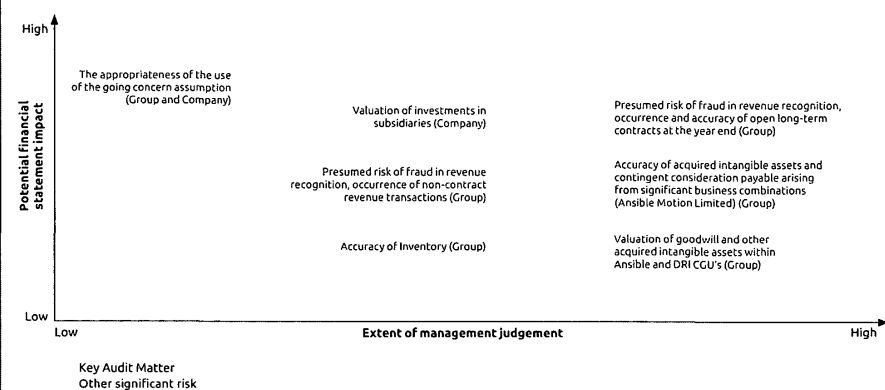 High
The appropriateness of the use
of the going concern assumption
(Group and Company)
Valuation of investments in
subsidiaries (Company)
Presumed risk of fraud in revenue recognition,
occurrence and accuracy of open long-term
contracts at the year end (Group)
Potential financial
statement impact
Presumed risk of fraud in revenue
recognition, occurrence of non-contract
revenue transactions (Group)
Accuracy of acquired intangible assets and
contingent consideration payable arising
from significant business combinations
(Ansible Motion Limited) (Group)
Accuracy of Inventory (Group)
Valuation of goodwill and other
acquired intangible assets within
Ansible and DRI CGU's (Group)
Low
Low
Extent of management judgement
High
Key Audit Matter
Other significant risk